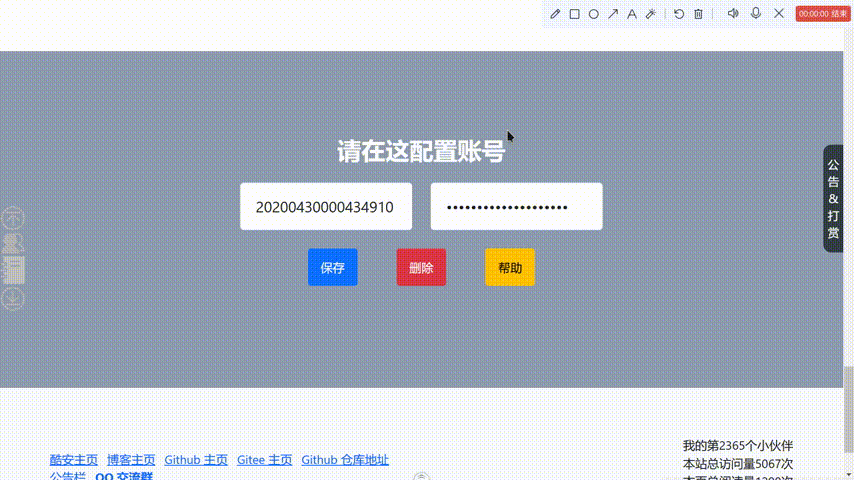 00:00:00 结束
请在这配置账号
20200430000434910
••••••••••••••••••••
保存 删除 帮助
公告&打赏
酷安主页 博客主页 Github 主页 Gitee 主页 Github 仓库地址
公告栏 QQ 交流群
我的第2365个小伙伴
本站总访问量5067次